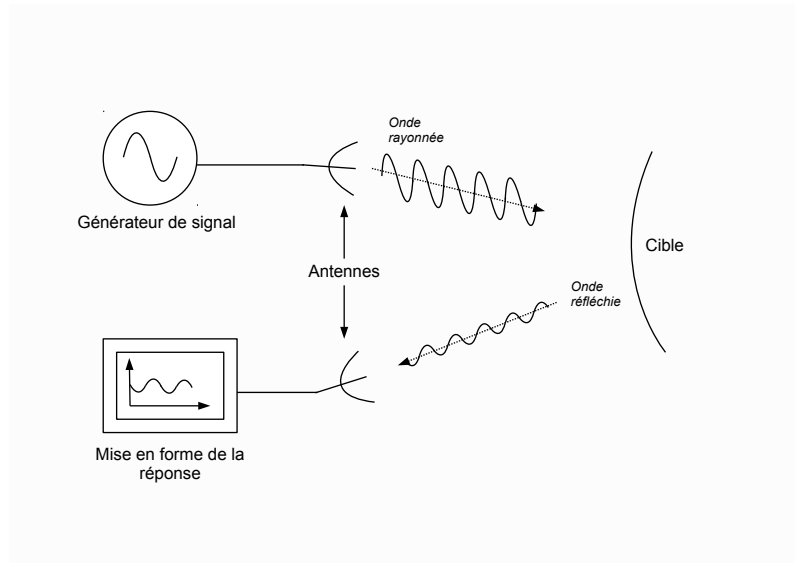 Onde
rayonnée
Générateur de signal
Cible
Antennes
Onde
réfléchie
Mise en forme de la
réponse